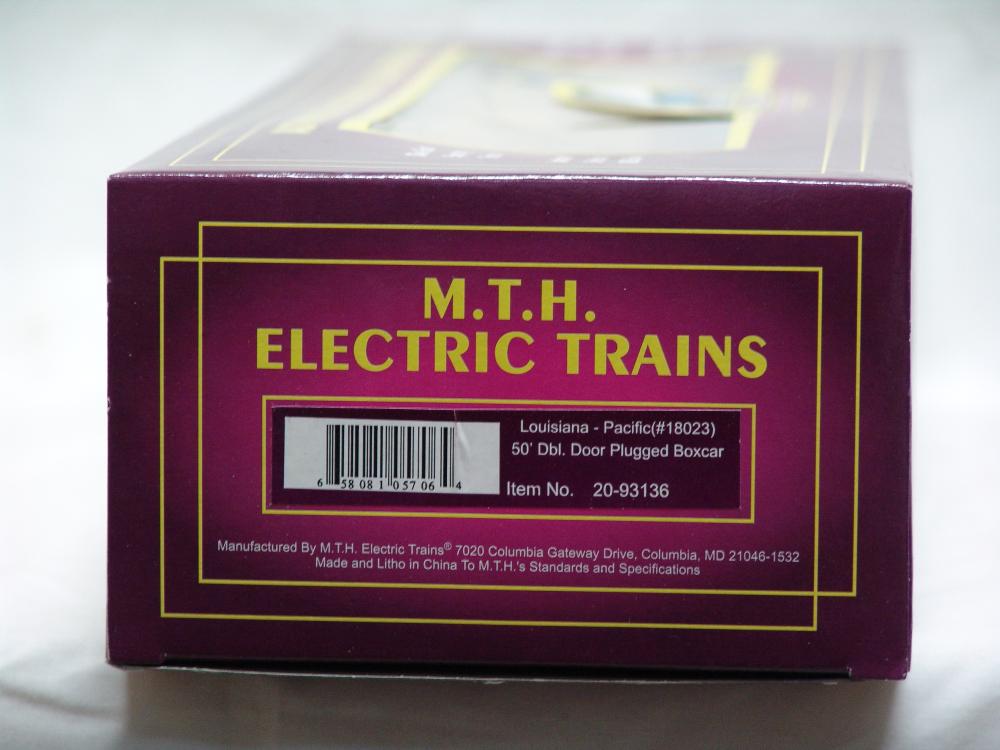 M.T.H.
ELECTRIC TRAINS
Louisiana - Pacific(#18023)
50' Dbl. Door Plugged Boxcar
Item No. 20-93136
6 58081 05706 4
Manufactured By M.T.H. Electric Trains® 7020 Columbia Gateway Drive, Columbia, MD 21046-1532
Made and Litho in China To M.T.H.'s Standards and Specifications